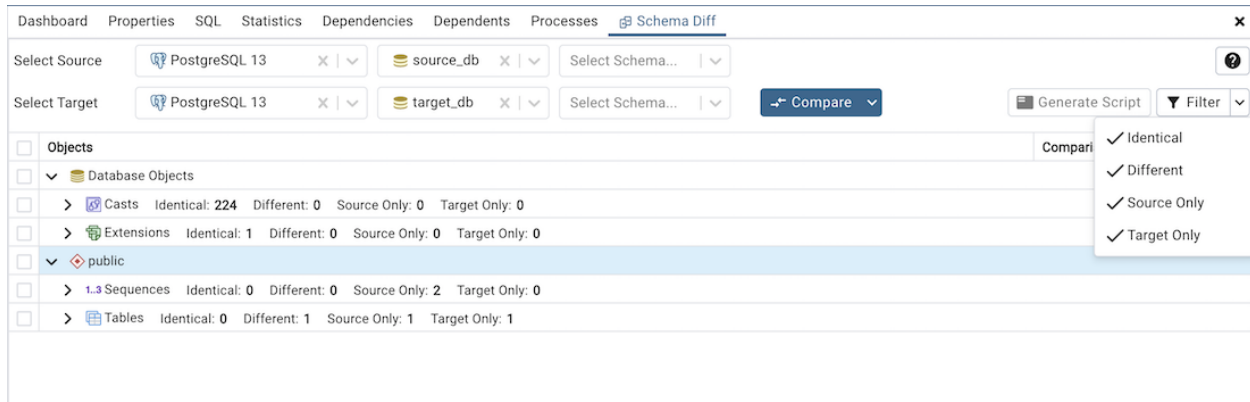 Dashboard Properties SQL Statistics Dependencies Dependents Processes Schema Diff
Select Source PostgreSQL 13 source_db Select Schema...
Select Target PostgreSQL 13 target_db Select Schema... Compare Generate Script Filter
Objects Compari
Identical
Different
Source Only
Target Only
Database Objects
Casts Identical: 224 Different: 0 Source Only: 0 Target Only: 0
Extensions Identical: 1 Different: 0 Source Only: 0 Target Only: 0
public
1..3 Sequences Identical: 0 Different: 0 Source Only: 2 Target Only: 0
Tables Identical: 0 Different: 1 Source Only: 1 Target Only: 1